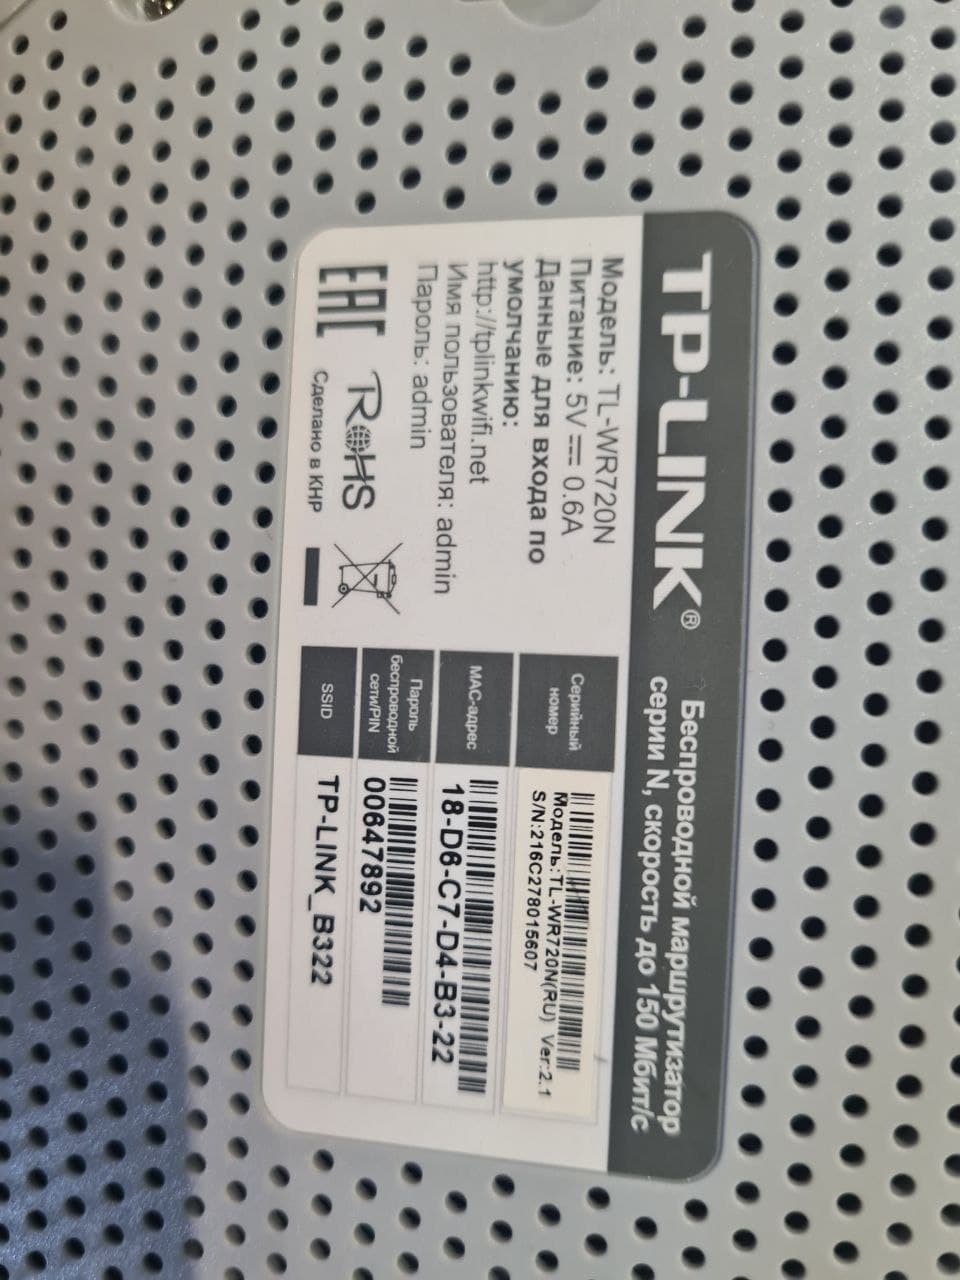 TP-LINK®
Беспроводной маршрутизатор
серии N, скорость до 150 Мбит/с
Модель: TL-WR720N
Питание: 5V ⎓ 0.6A
Данные для входа по
умолчанию:
http://tplinkwifi.net
Имя пользователя: admin
Пароль: admin
EAC
RoHS
Сделано в КНР
Серийный
номер
Модель:TL-WR720N(RU) Ver:2.1
S/N:216C278015607
MAC-адрес
18-D6-C7-D4-B3-22
Пароль
беспроводной
сети/PIN
00647892
SSID
TP-LINK_B322